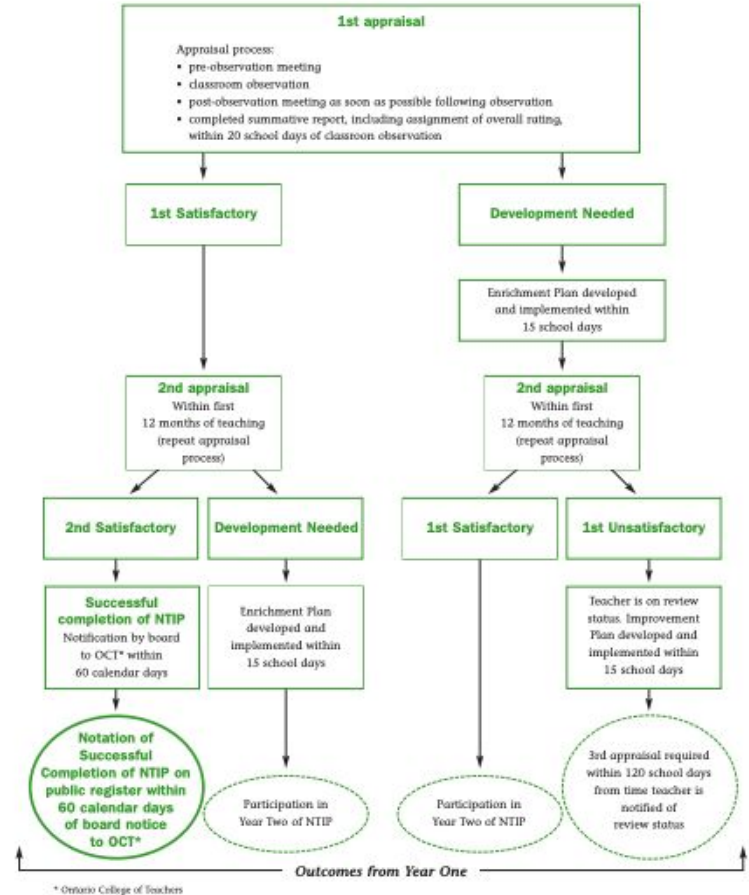 1st appraisal
Appraisal process:
• pre-observation meeting
• classroom observation
• post-observation meeting as soon as possible following observation
• completed summative report, including assignment of overall rating,
within 20 school days of classroon observation
1st Satisfactory
Development Needed
Enrichment Plan developed
and implemented within
15 school days
2nd appraisal
Within first
12 months of teaching
(repeat appraisal
process)
2nd appraisal
Within first
12 months of teaching
(repeat appraisal
process)
2nd Satisfactory
Development Needed
1st Satisfactory
1st Unsatisfactory
Successful
completion of NTIP
Notification by board
to OCT* within
60 calendar days
Enrichment Plan
developed and
implemented within
15 school days
Teacher is on review
status. Improvement
Plan developed and
implemented within
15 school days
Notation of
Successful
Completion of NTIP on
public register within
60 calendar days
of board notice
to OCT*
Participation in
Year Two of NTIP
Participation in
Year Two of NTIP
3rd appraisal required
within 120 school days
from time teacher is
notified of
review status
Outcomes from Year One
* Ontario College of Teachers